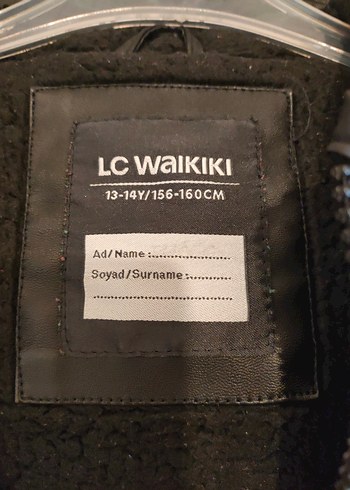 LC WAIKIKI
13-14Y/156-160CM
Ad/Name:..........................
Soyad/Surname:.............
.............................................